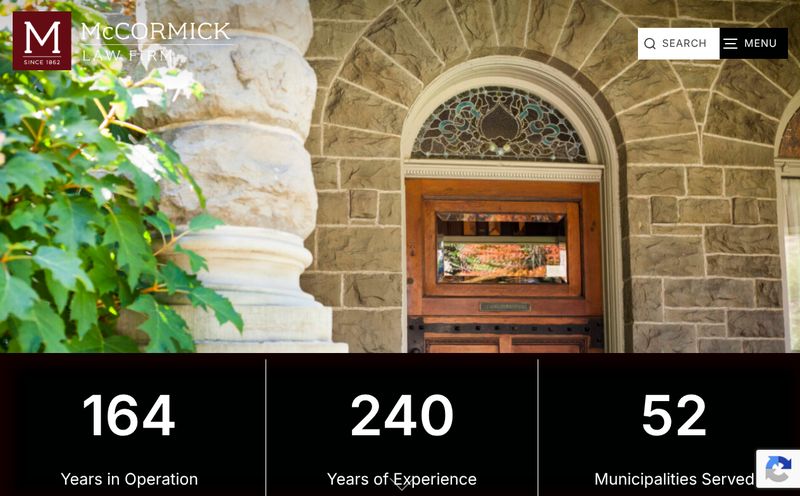 M
SINCE 1862
McCORMICK
LAW FIRM
SEARCH
MENU
164
240
52
Years in Operation
Years of Experience
Municipalities Served